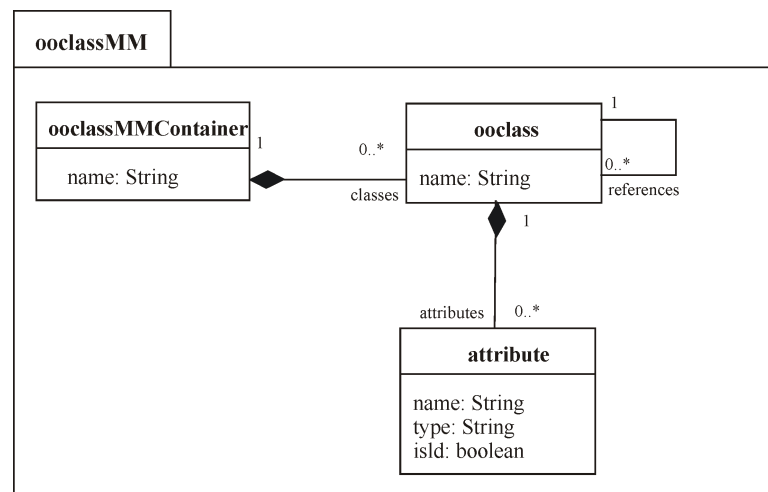 ooclassMM
ooclassMMContainer
name: String
1
0..*
classes
ooclass
name: String
1
0..*
references
1
attributes
0..*
attribute
name: String
type: String
isId: boolean